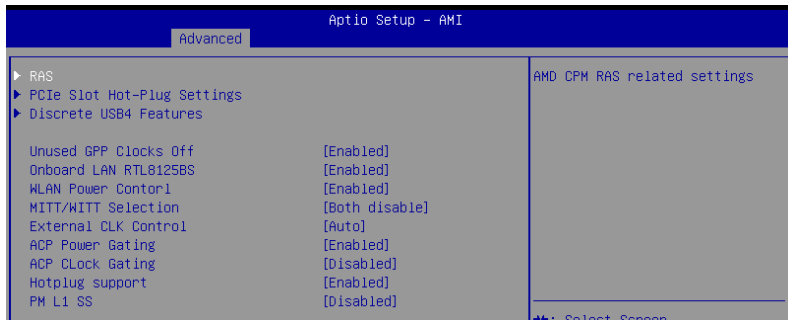 Aptio Setup – AMI
Advanced
RAS
PCIe Slot Hot-Plug Settings
Discrete USB4 Features
Unused GPP Clocks Off [Enabled]
Onboard LAN RTL8125BS [Enabled]
WLAN Power Contorl [Enabled]
MITT/WITT Selection [Both disable]
External CLK Control [Auto]
ACP Power Gating [Enabled]
ACP CLock Gating [Disabled]
Hotplug support [Enabled]
PM L1 SS [Disabled]
AMD CPM RAS related settings
: Select Screen